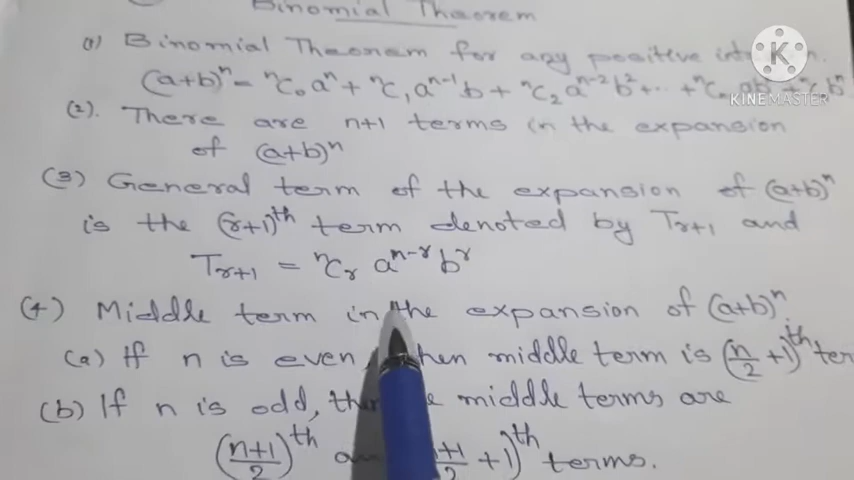 Binomial Theorem
(1) Binomial Theorem for any positive
(a+b)ⁿ = ⁿC₀ aⁿ + ⁿC₁ aⁿ⁻¹ b + ⁿC₂ aⁿ⁻² b² + ... +
KINEMASTER
(2). There are n+1 terms in the expansion
of (a+b)ⁿ
(3) General term of the expansion of (a+b)ⁿ
is the (r+1)ᵗʰ term denoted by Tᵣ₊₁ and
Tᵣ₊₁ = ⁿCᵣ aⁿ⁻ʳ bʳ
(4) Middle term in the expansion of (a+b)ⁿ.
(a) If n is even, then middle term is (n/2 +1)ᵗʰ ter
(b) If n is odd, middle terms are
(n+1/2)ᵗʰ +1)ᵗʰ terms.